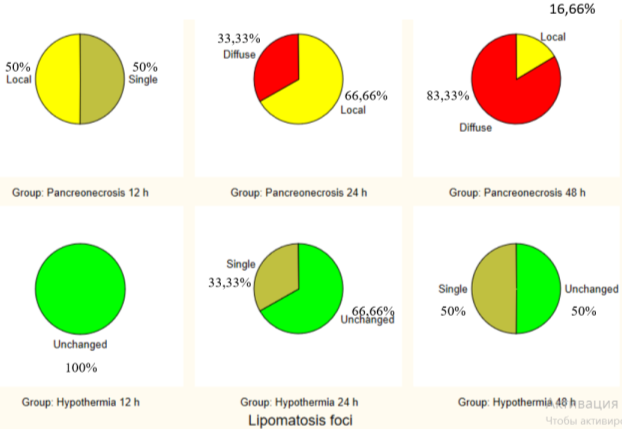 16,66%
50%
Local
50%
Single
33,33%
Diffuse
66,66%
Local
Local
83,33%
Diffuse
Group: Pancreonecrosis 12 h
Group: Pancreonecrosis 24 h
Group: Pancreonecrosis 48 h
Unchanged
100%
Single
33,33%
66,66%
Unchanged
Single
50%
Unchanged
50%
Group: Hypothermia 12 h
Group: Hypothermia 24 h
Group: Hypothermia 48 h
Lipomatosis foci
Чтобы активир